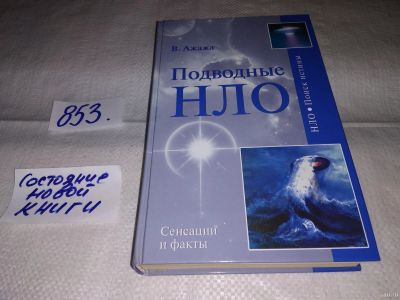 В. Ажажа
Подводные
НЛО
НЛО • Поиск истины
Сенсации
и факты
853.
Состояние
новой
книги